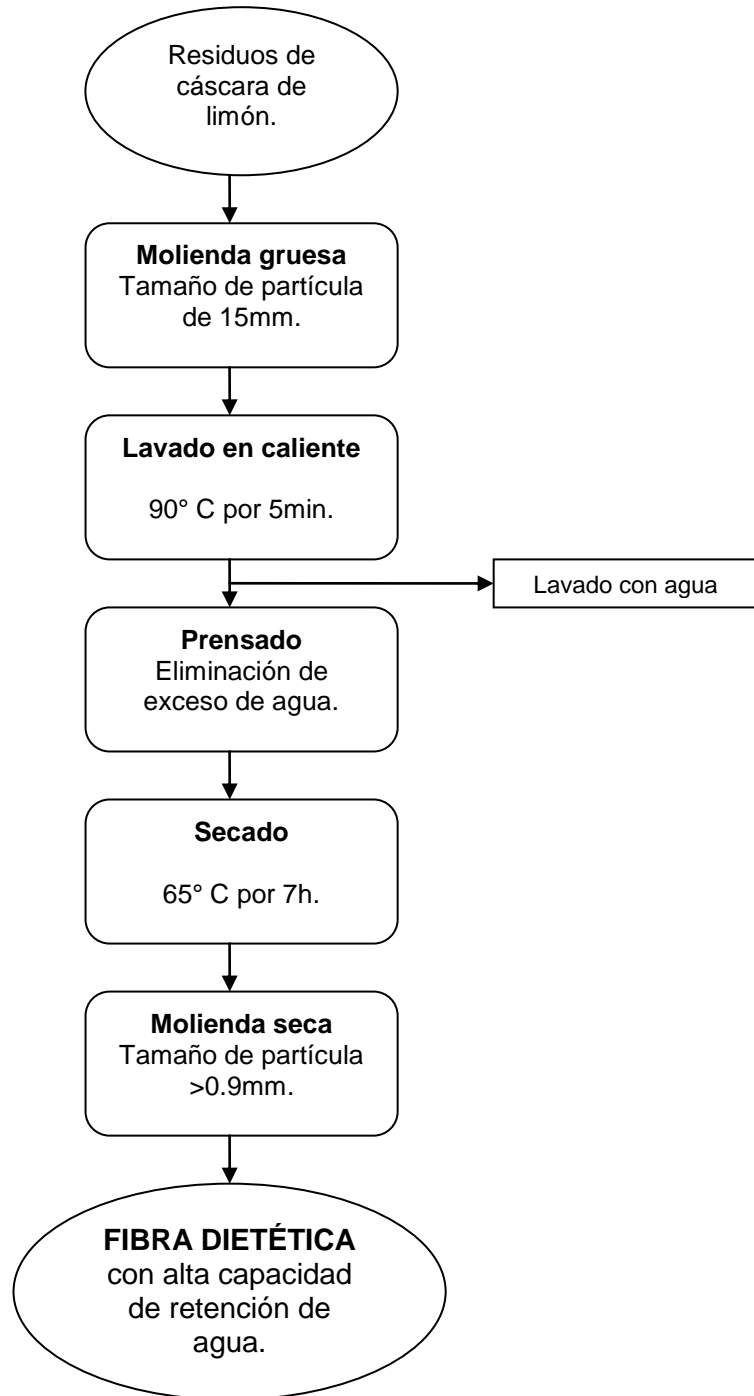 Residuos de
cáscara de
limón.
Molienda gruesa
Tamaño de partícula
de 15mm.
Lavado en caliente
90° C por 5min.
Lavado con agua
Prensado
Eliminación de
exceso de agua.
Secado
65° C por 7h.
Molienda seca
Tamaño de partícula
>0.9mm.
FIBRA DIETÉTICA
con alta capacidad
de retención de
agua.